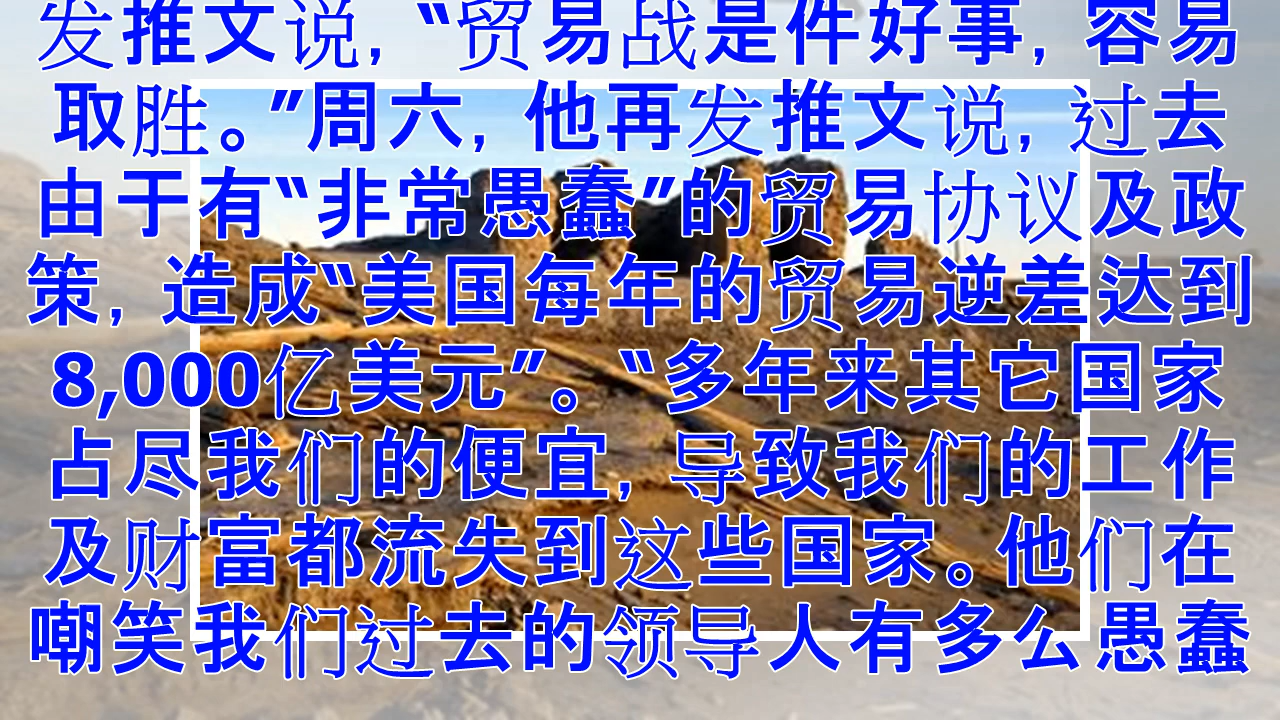 发推文说，“贸易战是件好事，容易
取胜。”周六，他再发推文说，过去
由于有“非常愚蠢”的贸易协议及政
策，造成“美国每年的贸易逆差达到
8,000亿美元”。“多年来其它国家
占尽我们的便宜，导致我们的工作
及财富都流失到这些国家。他们在
嘲笑我们过去的领导人有多公愚蠢